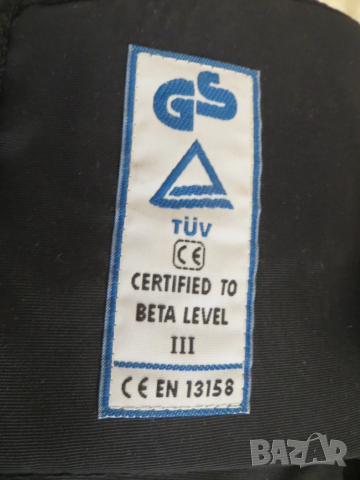 GS
TÜV
CE
CERTIFIED TO
BETA LEVEL
III
CE EN 13158
BAZAR